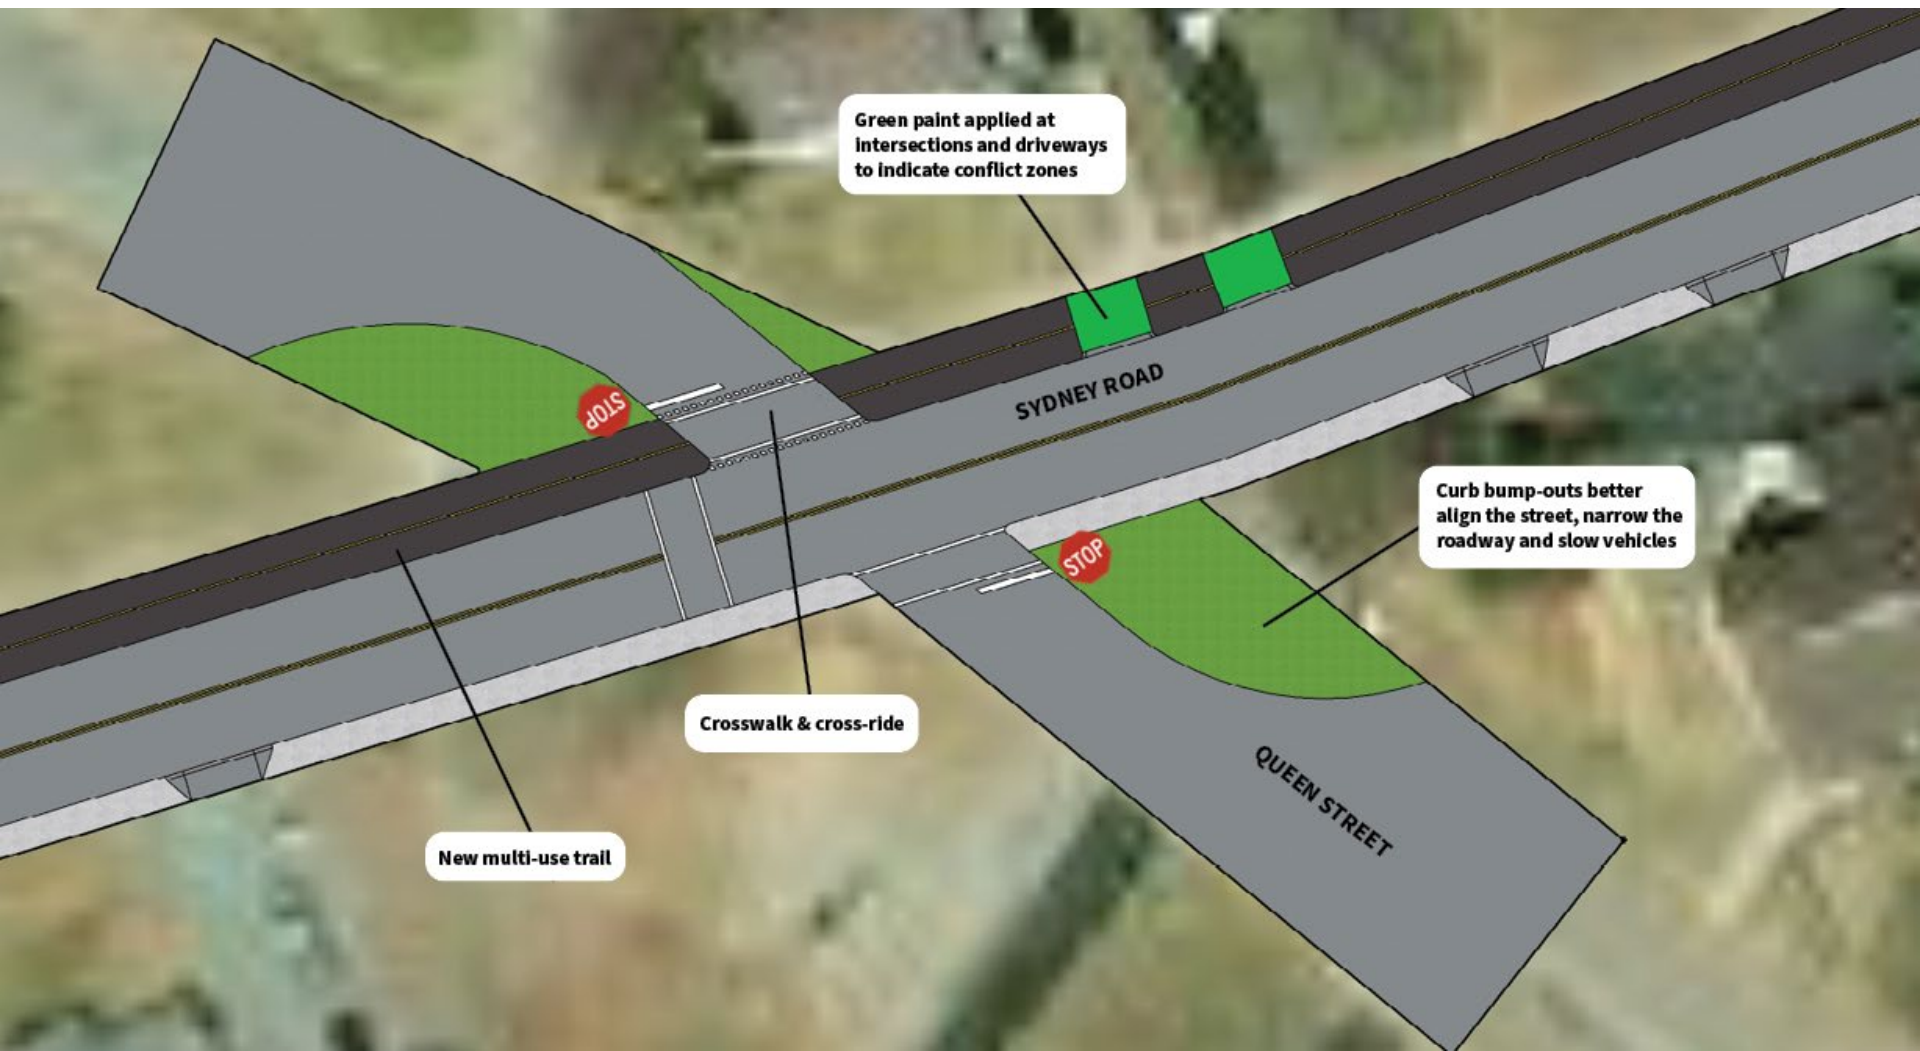 Green paint applied at
intersections and driveways
to indicate conflict zones
SYDNEY ROAD
STOP
Curb bump-outs better
align the street, narrow the
roadway and slow vehicles
STOP
Crosswalk & cross-ride
QUEEN STREET
New multi-use trail